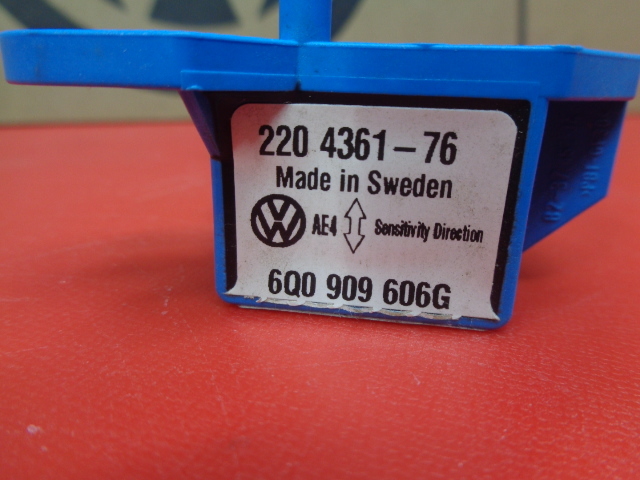 220 4361-76
Made in Sweden
AE4 Sensitivity Direction
6Q0 909 606G